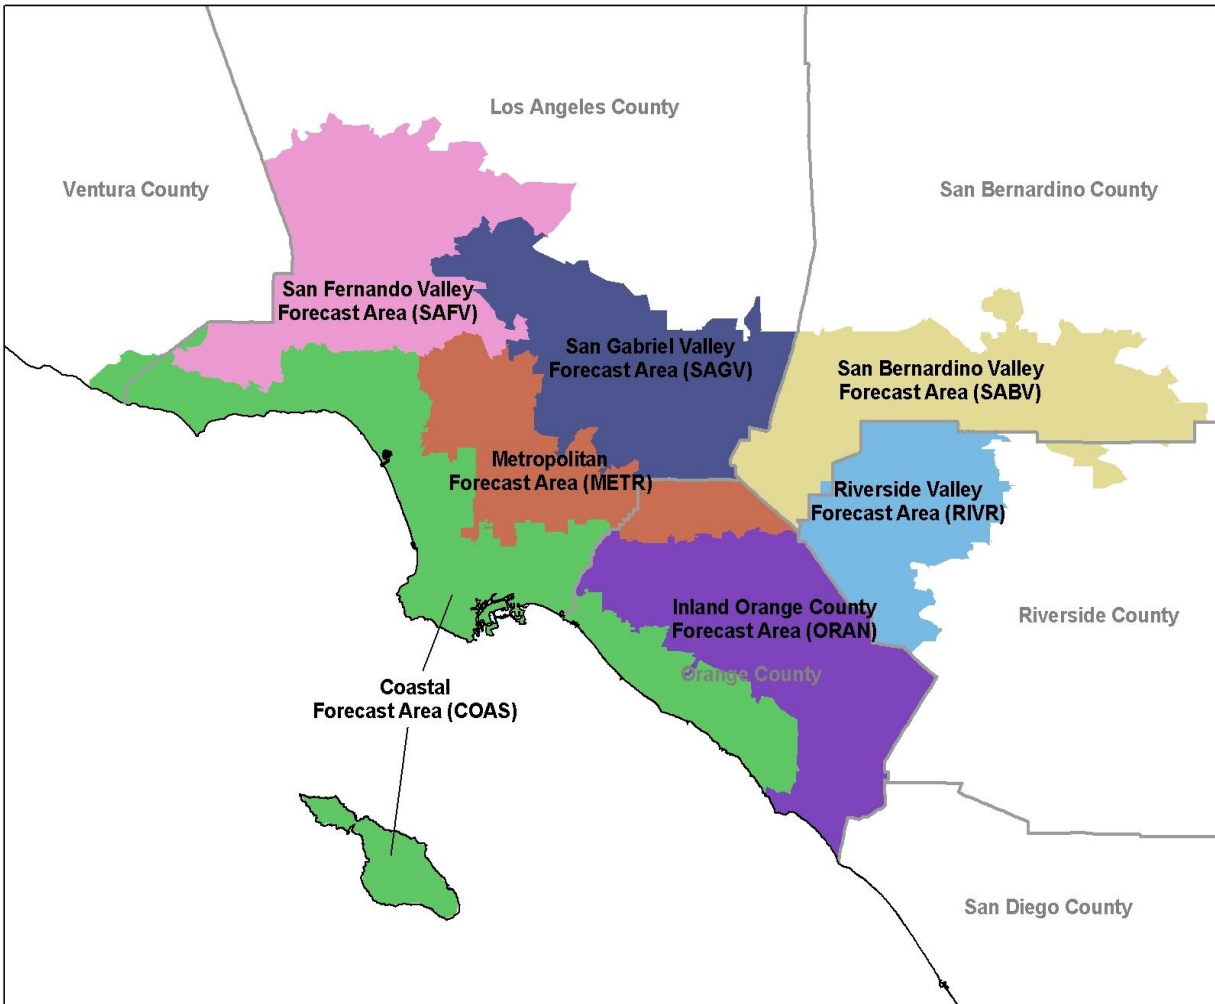 Los Angeles County
Ventura County
San Bernardino County
San Fernando Valley
Forecast Area (SAFV)
San Gabriel Valley
Forecast Area (SAGV)
San Bernardino Valley
Forecast Area (SABV)
Metropolitan
Forecast Area (METR)
Riverside Valley
Forecast Area (RIVR)
Inland Orange County
Forecast Area (ORAN)
Riverside County
Orange County
Coastal
Forecast Area (COAS)
San Diego County